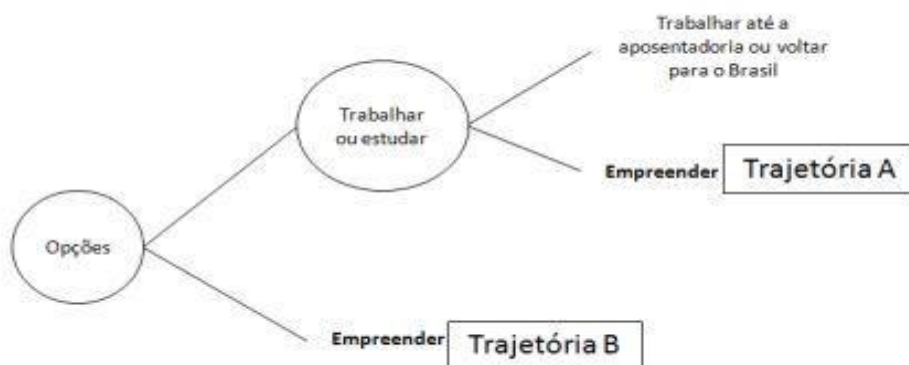 Trabalhar até a
aposentadoria ou voltar
para o Brasil
Trabalhar
ou estudar
Empreender Trajetória A
Opções
Empreender Trajetória B